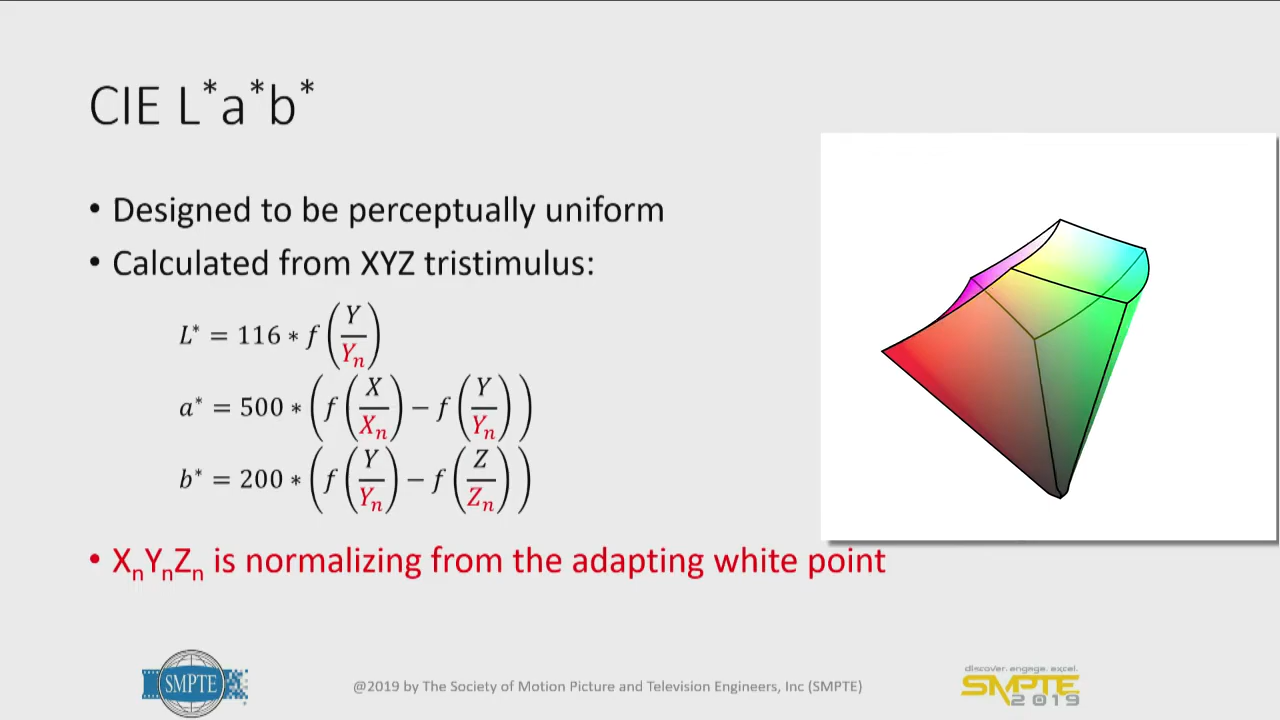 CIE L*a*b*
• Designed to be perceptually uniform
• Calculated from XYZ tristimulus:
L* = 116 * f(Y/Yn)
a* = 500 * (f(X/Xn) − f(Y/Yn))
b* = 200 * (f(Y/Yn) − f(Z/Zn))
• XnYnZn is normalizing from the adapting white point
SMPTE
@2019 by The Society of Motion Picture and Television Engineers, Inc (SMPTE)
discover. engage. excel.
SMPTE
2019